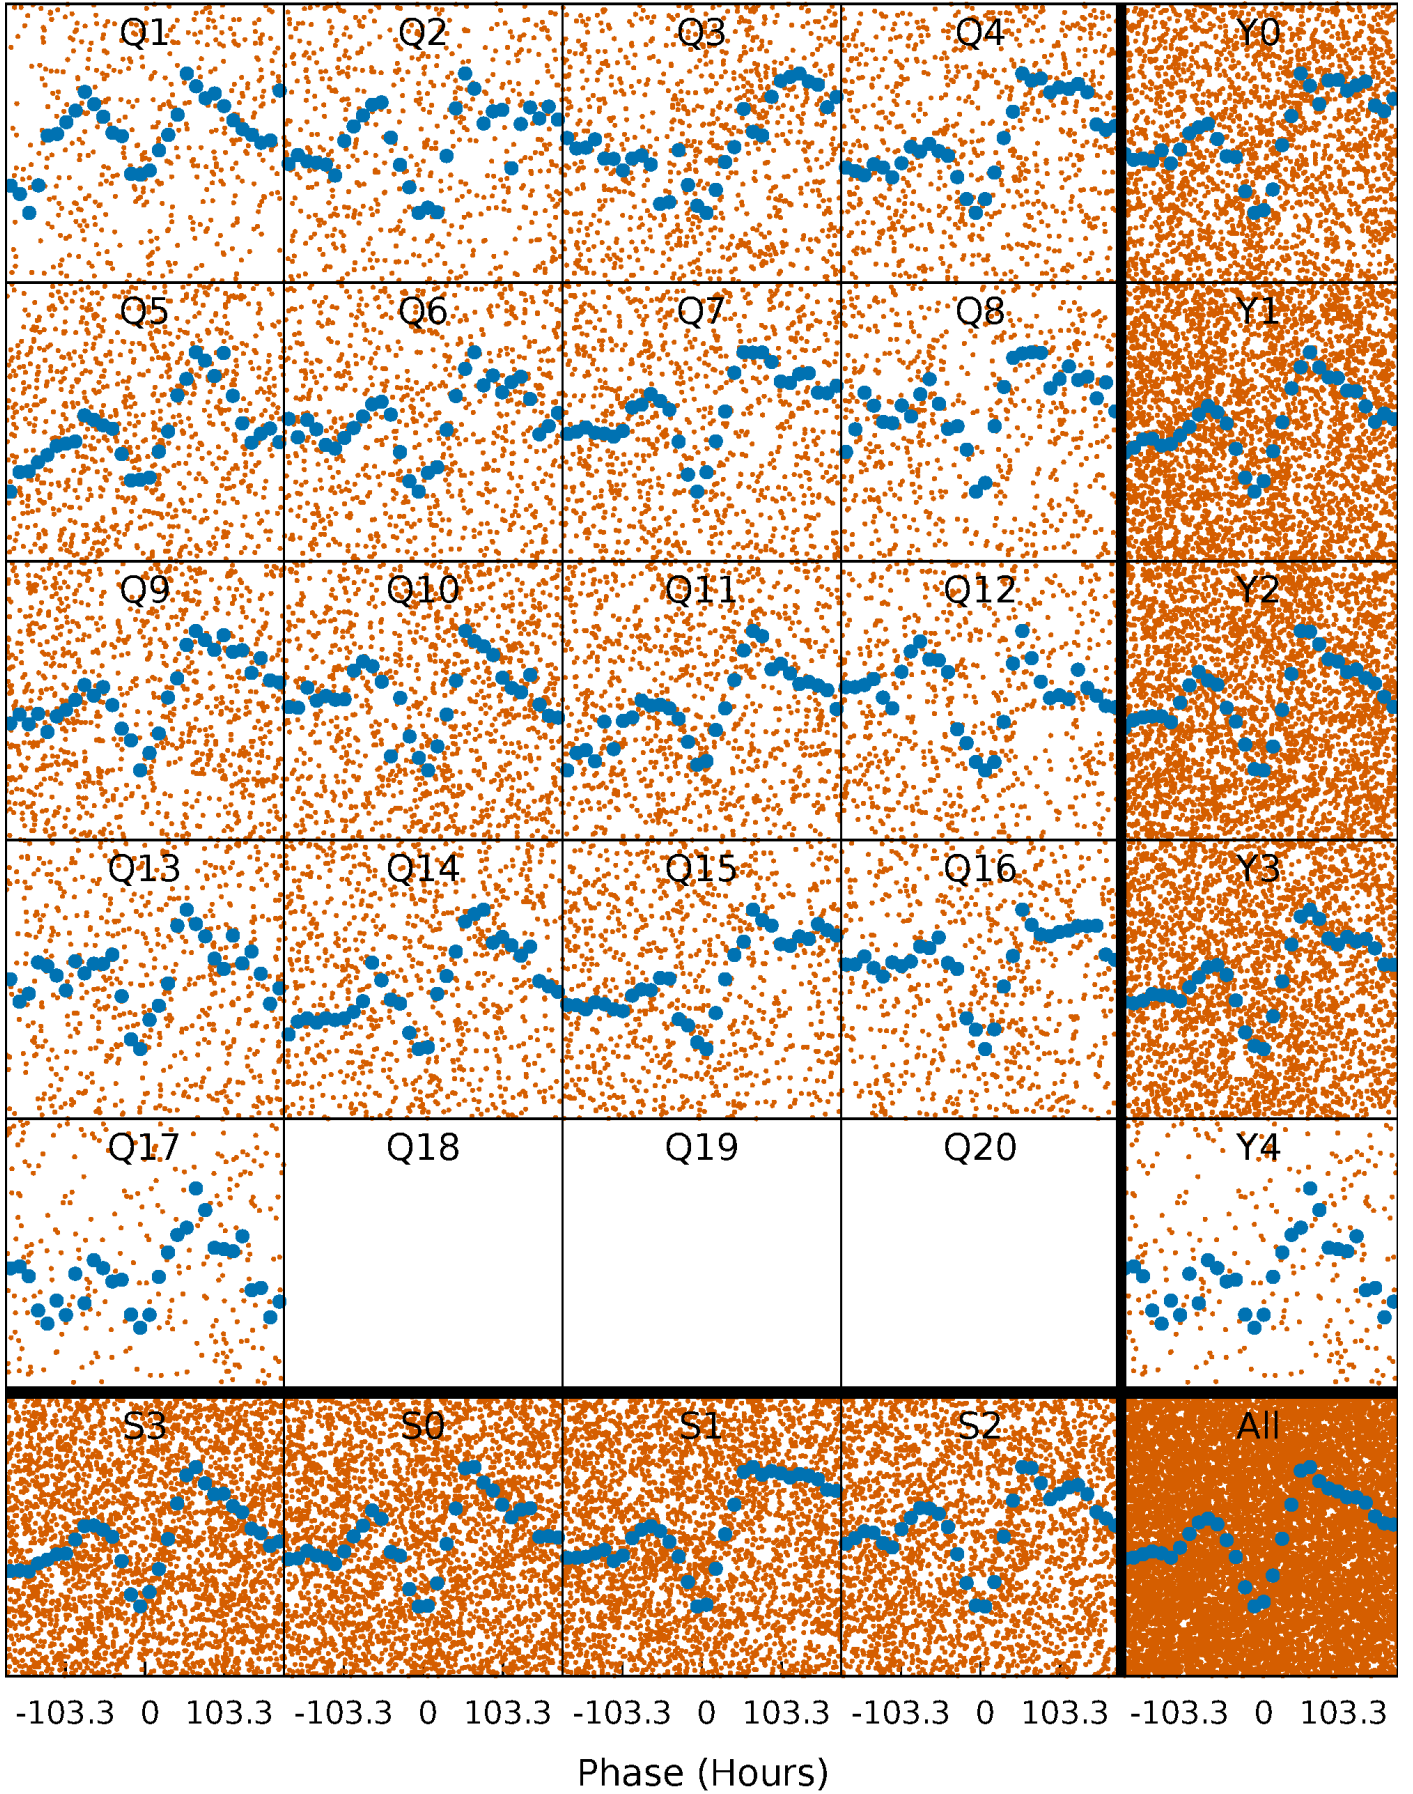 Q1 Q2 Q3 Q4 Y0
Q5 Q6 Q7 Q8 Y1
Q9 Q10 Q11 Q12 Y2
Q13 Q14 Q15 Q16 Y3
Q17 Q18 Q19 Q20 Y4
S3 S0 S1 S2 All
-103.3 0 103.3 -103.3 0 103.3 -103.3 0 103.3 -103.3 0 103.3 -103.3 0 103.3
Phase (Hours)